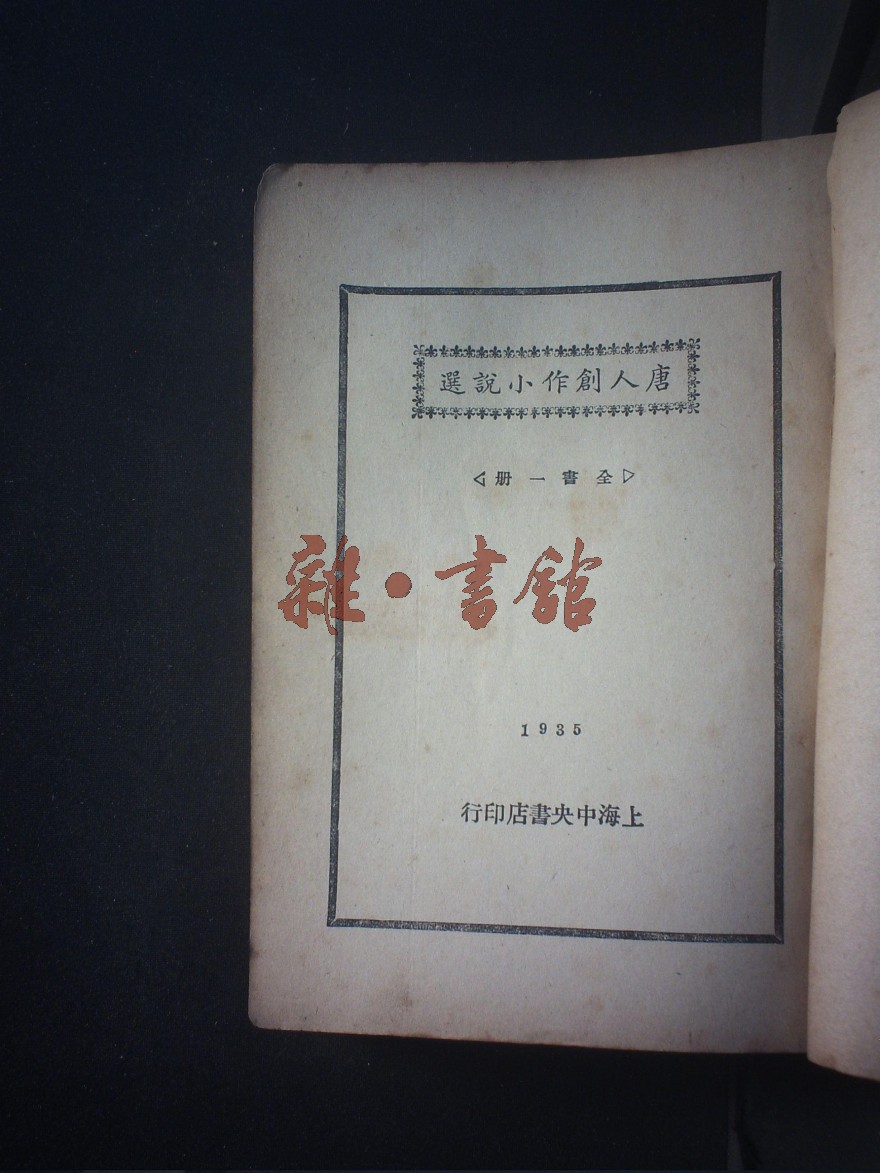 唐人創作小說選
▷全書一册◁
雜•書館
1935
上海中央書店印行